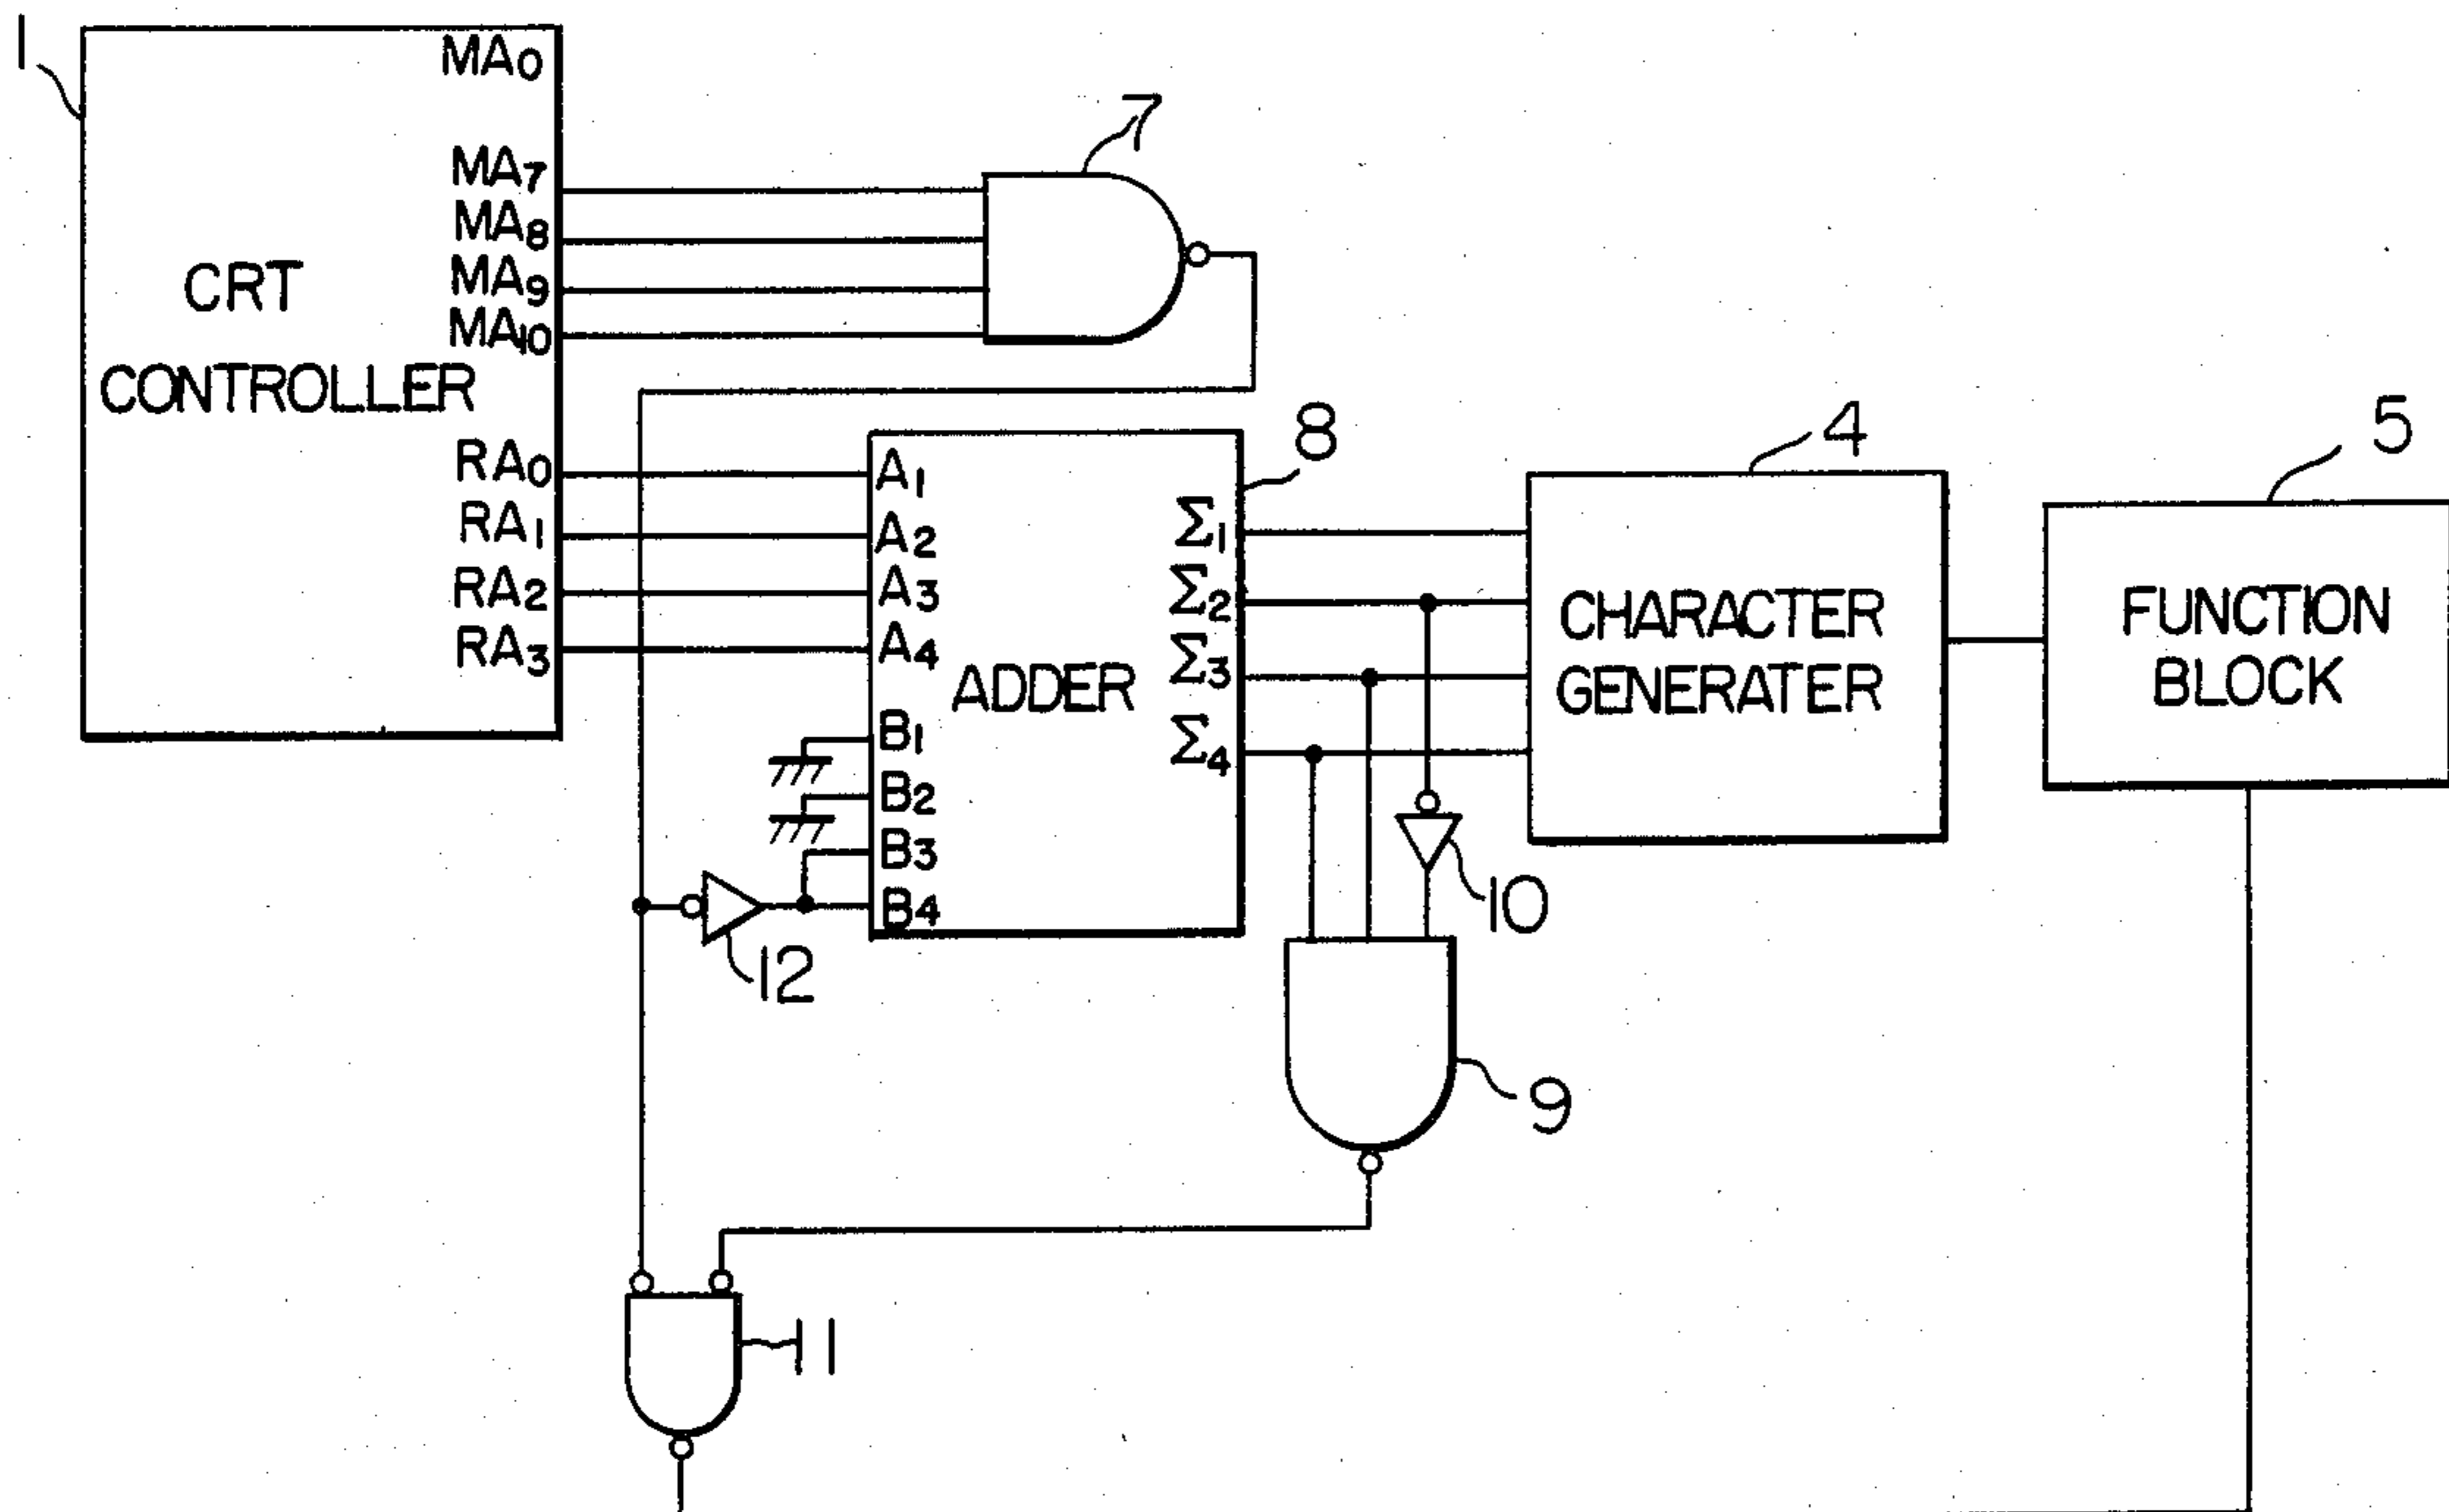 1
MA0
MA7
MA8
MA9
MA10
CRT
CONTROLLER
RA0
RA1
RA2
RA3
7
8
A1
A2
A3
A4
ADDER
B1
B2
B3
B4
Σ1
Σ2
Σ3
Σ4
4
CHARACTER
GENERATER
5
FUNCTION
BLOCK
10
12
9
11